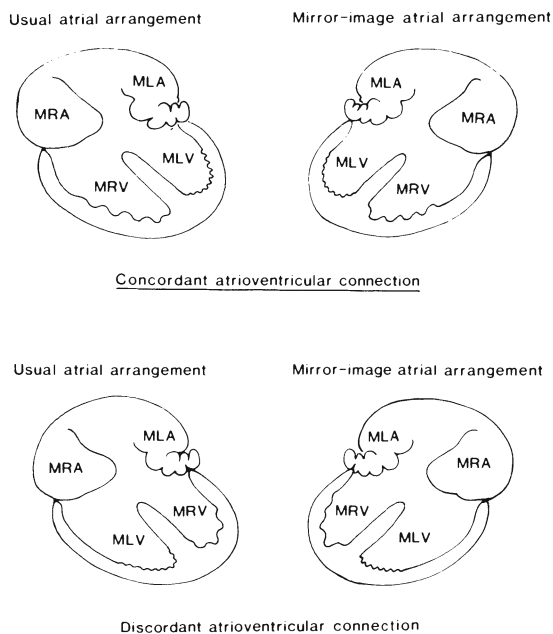 Usual atrial arrangement
Mirror-image atrial arrangement
MLA
MRA
MLV
MRV
MLA
MRA
MLV
MRV
Concordant atrioventricular connection
Usual atrial arrangement
Mirror-image atrial arrangement
MLA
MRA
MRV
MLV
MLA
MRA
MRV
MLV
Discordant atrioventricular connection